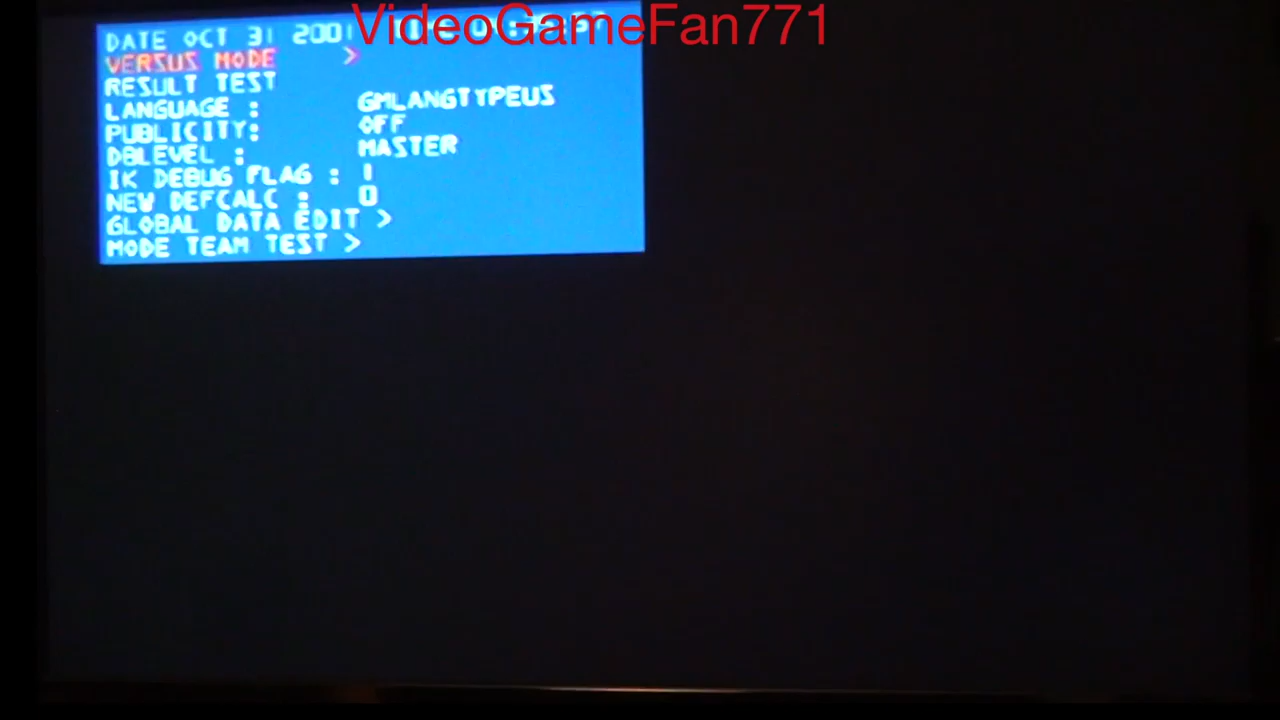 VideoGameFan771
DATE OCT 31 2001
VERSUS MODE >
RESULT TEST
LANGUAGE : GMLANGTYPEUS
PUBLICITY: OFF
DBLEVEL : MASTER
IK DEBUG FLAG : 1
NEW DEFCALC : 0
GLOBAL DATA EDIT >
MODE TEAM TEST >